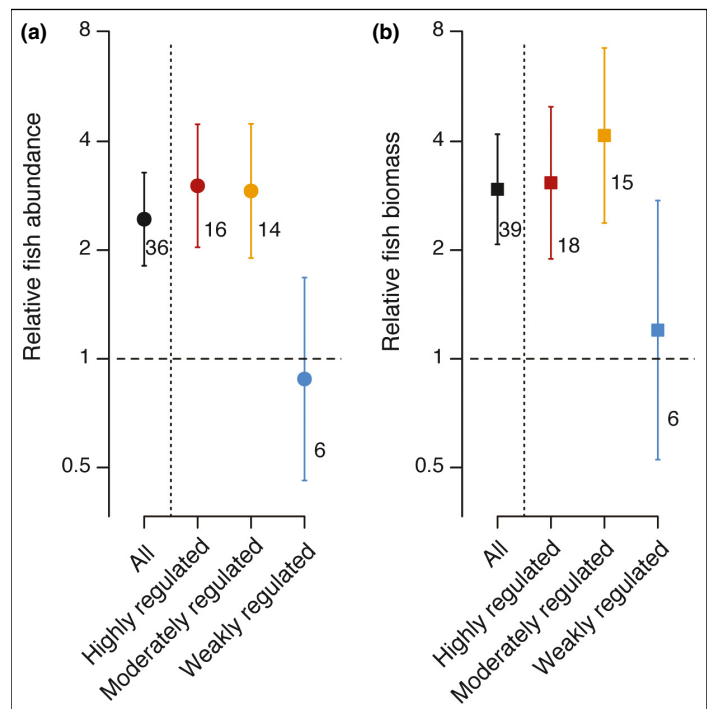 (a)
Relative fish abundance
8
4
2
1
0.5
36
16
14
6
All
Highly regulated
Moderately regulated
Weakly regulated
(b)
Relative fish biomass
8
4
2
1
0.5
39
18
15
6
All
Highly regulated
Moderately regulated
Weakly regulated